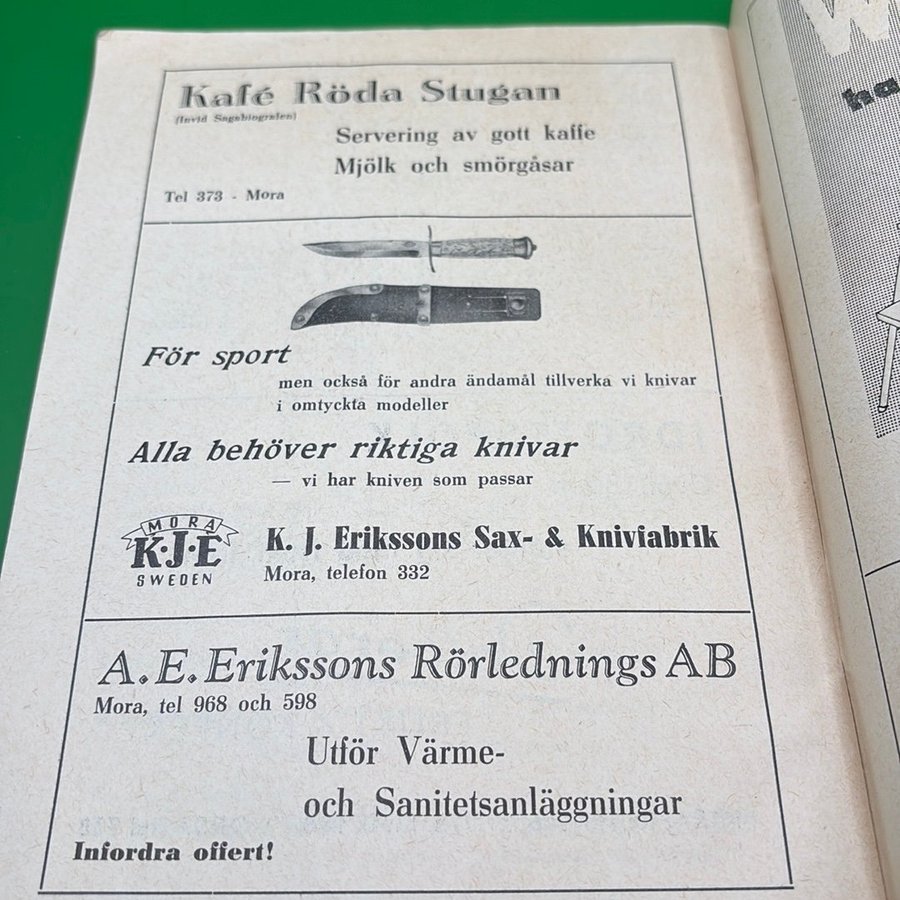 Kafé Röda Stugan
(Invid Sagabiografen)
Servering av gott kaffe
Mjölk och smörgåsar
Tel 373 - Mora
För sport
men också för andra ändamål tillverka vi knivar
i omtyckta modeller
Alla behöver riktiga knivar
— vi har kniven som passar
MORA
K·J·E
SWEDEN
K. J. Erikssons Sax- & Knivfabrik
Mora, telefon 332
A.E.Erikssons Rörlednings AB
Mora, tel 968 och 598
Utför Värme-
och Sanitetsanläggningar
Infordra offert!
ha